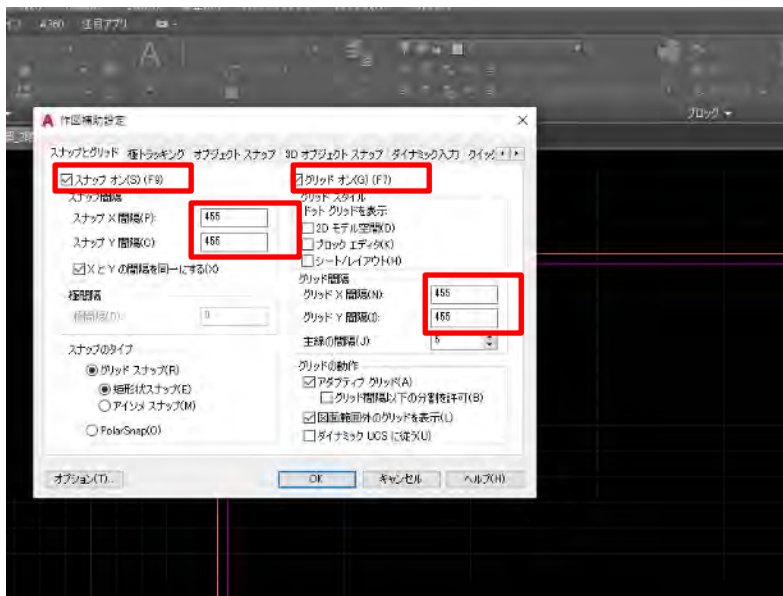 A360 注目アプリ
A
ブロック
A 作図補助設定
スナップとグリッド 極トラッキング オブジェクト スナップ 3D オブジェクト スナップ ダイナミック入力 クイック
スナップ オン(S) (F9)
スナップ間隔
スナップ X 間隔(P): 455
スナップ Y 間隔(C): 455
X と Y の間隔を同一にする(X)
極間隔
極間隔(D): 0
スナップのタイプ
グリッド スナップ(R)
矩形状スナップ(E)
アイソメ スナップ(M)
PolarSnap(O)
グリッド オン(G) (F7)
グリッド スタイル
ドット グリッドを表示:
2D モデル空間(D)
ブロック エディタ(K)
シート/レイアウト(H)
グリッド間隔
グリッド X 間隔(N): 455
グリッド Y 間隔(I): 455
主線の間隔(J): 5
グリッドの動作
アダプティブ グリッド(A)
グリッド間隔以下の分割を許可(B)
図面範囲外のグリッドを表示(L)
ダイナミック UCS に従う(U)
オプション(T)... OK キャンセル ヘルプ(H)